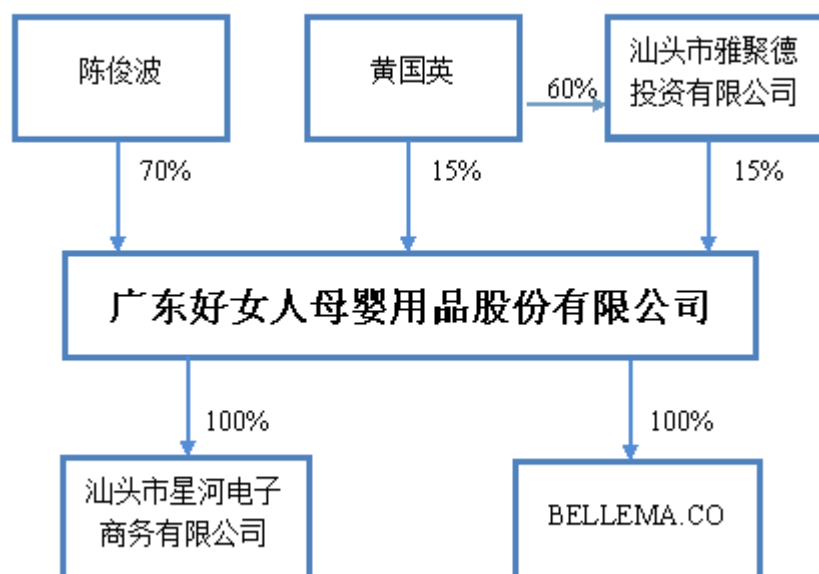 陈俊波
黄国英
汕头市雅聚德
投资有限公司
60%
70%
15%
15%
广东好女人母婴用品股份有限公司
100%
100%
汕头市星河电子
商务有限公司
BELLEMA.CO